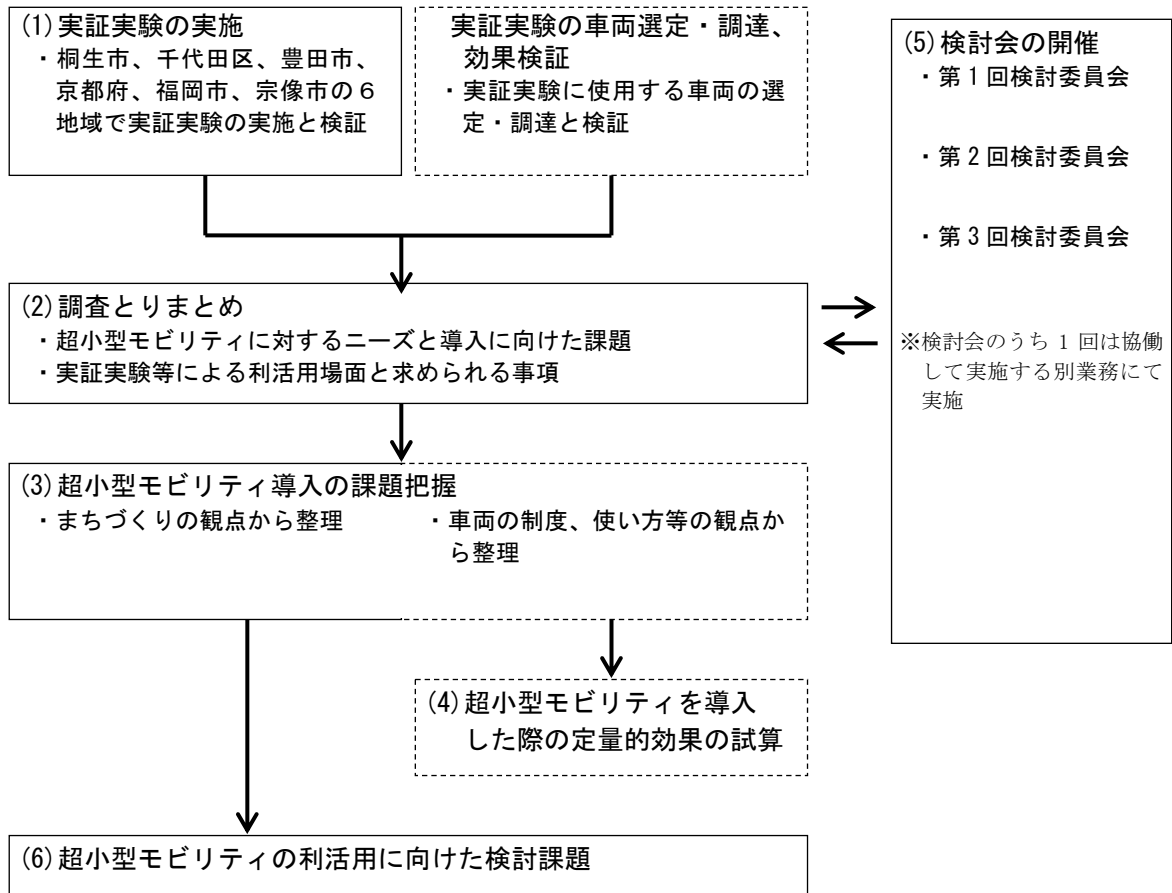 (1)実証実験の実施
・桐生市、千代田区、豊田市、
京都府、福岡市、宗像市の６
地域で実証実験の実施と検証
実証実験の車両選定・調達、
効果検証
・実証実験に使用する車両の選
定・調達と検証
(5)検討会の開催
・第１回検討委員会
・第２回検討委員会
・第３回検討委員会
※検討会のうち 1 回は協働
して実施する別業務にて
実施
(2)調査とりまとめ
・超小型モビリティに対するニーズと導入に向けた課題
・実証実験等による利活用場面と求められる事項
(3)超小型モビリティ導入の課題把握
・まちづくりの観点から整理
・車両の制度、使い方等の観点か
ら整理
(4)超小型モビリティを導入
した際の定量的効果の試算
(6)超小型モビリティの利活用に向けた検討課題